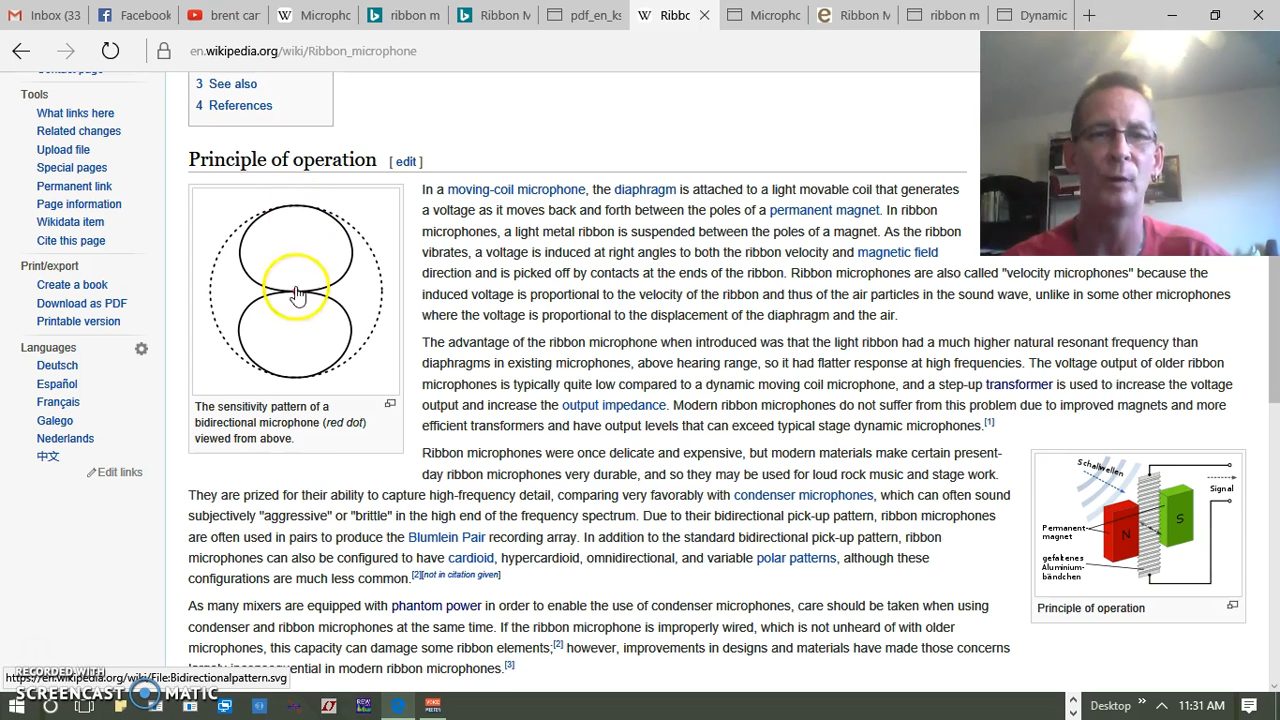 Inbox (33
Facebook
brent car
Microphc
ribbon m
Ribbon M
pdf_en_ks
Ribbc
Microphc
Ribbon M
ribbon m
Dynamic
en.wikipedia.org/wiki/Ribbon_microphone
Contact page
Tools
What links here
Related changes
Upload file
Special pages
Permanent link
Page information
Wikidata item
Cite this page
Print/export
Create a book
Download as PDF
Printable version
Languages
Deutsch
Español
Français
Galego
Nederlands
中文
Edit links
3 See also
4 References
Principle of operation [ edit ]
The sensitivity pattern of a
bidirectional microphone (red dot)
viewed from above.
In a moving-coil microphone, the diaphragm is attached to a light movable coil that generates
a voltage as it moves back and forth between the poles of a permanent magnet. In ribbon
microphones, a light metal ribbon is suspended between the poles of a magnet. As the ribbon
vibrates, a voltage is induced at right angles to both the ribbon velocity and magnetic field
direction and is picked off by contacts at the ends of the ribbon. Ribbon microphones are also called "velocity microphones" because the
induced voltage is proportional to the velocity of the ribbon and thus of the air particles in the sound wave, unlike in some other microphones
where the voltage is proportional to the displacement of the diaphragm and the air.
The advantage of the ribbon microphone when introduced was that the light ribbon had a much higher natural resonant frequency than
diaphragms in existing microphones, above hearing range, so it had flatter response at high frequencies. The voltage output of older ribbon
microphones is typically quite low compared to a dynamic moving coil microphone, and a step-up transformer is used to increase the voltage
output and increase the output impedance. Modern ribbon microphones do not suffer from this problem due to improved magnets and more
efficient transformers and have output levels that can exceed typical stage dynamic microphones.[1]
Ribbon microphones were once delicate and expensive, but modern materials make certain present-
day ribbon microphones very durable, and so they may be used for loud rock music and stage work.
They are prized for their ability to capture high-frequency detail, comparing very favorably with condenser microphones, which can often sound
subjectively "aggressive" or "brittle" in the high end of the frequency spectrum. Due to their bidirectional pick-up pattern, ribbon microphones
are often used in pairs to produce the Blumlein Pair recording array. In addition to the standard bidirectional pick-up pattern, ribbon
microphones can also be configured to have cardioid, hypercardioid, omnidirectional, and variable polar patterns, although these
configurations are much less common.[2][not in citation given]
As many mixers are equipped with phantom power in order to enable the use of condenser microphones, care should be taken when using
condenser and ribbon microphones at the same time. If the ribbon microphone is improperly wired, which is not unheard of with older
microphones, this capacity can damage some ribbon elements;[2] however, improvements in designs and materials have made those concerns
largely inconsequential in modern ribbon microphones.[3]
Schallwellen
Signal
N
S
Permanent
magnet
gefaltenes
Aluminium-
bändchen
Principle of operation
https://en.wikipedia.org/wiki/File:Bidirectionalpattern.svg
RECORDED WITH
SCREENCAST MATIC
REW
VOICE
MEETER
Desktop
11:31 AM